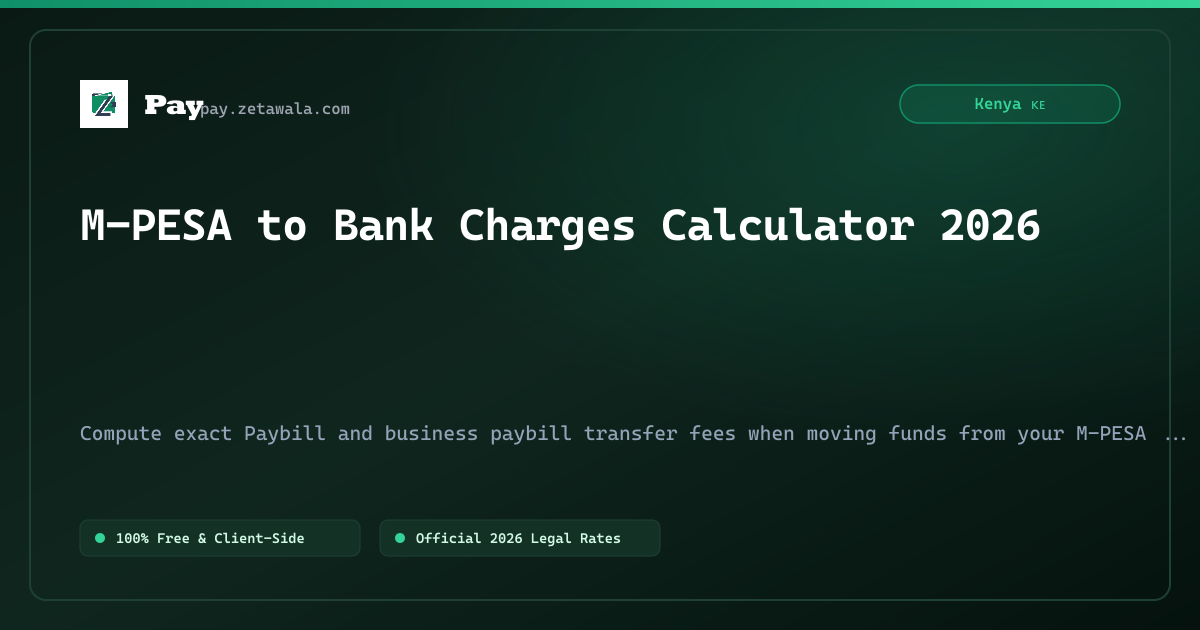 Pay pay.zetawala.com
Kenya KE
M-PESA to Bank Charges Calculator 2026
Compute exact Paybill and business paybill transfer fees when moving funds from your M-PESA ...
100% Free & Client-Side
Official 2026 Legal Rates